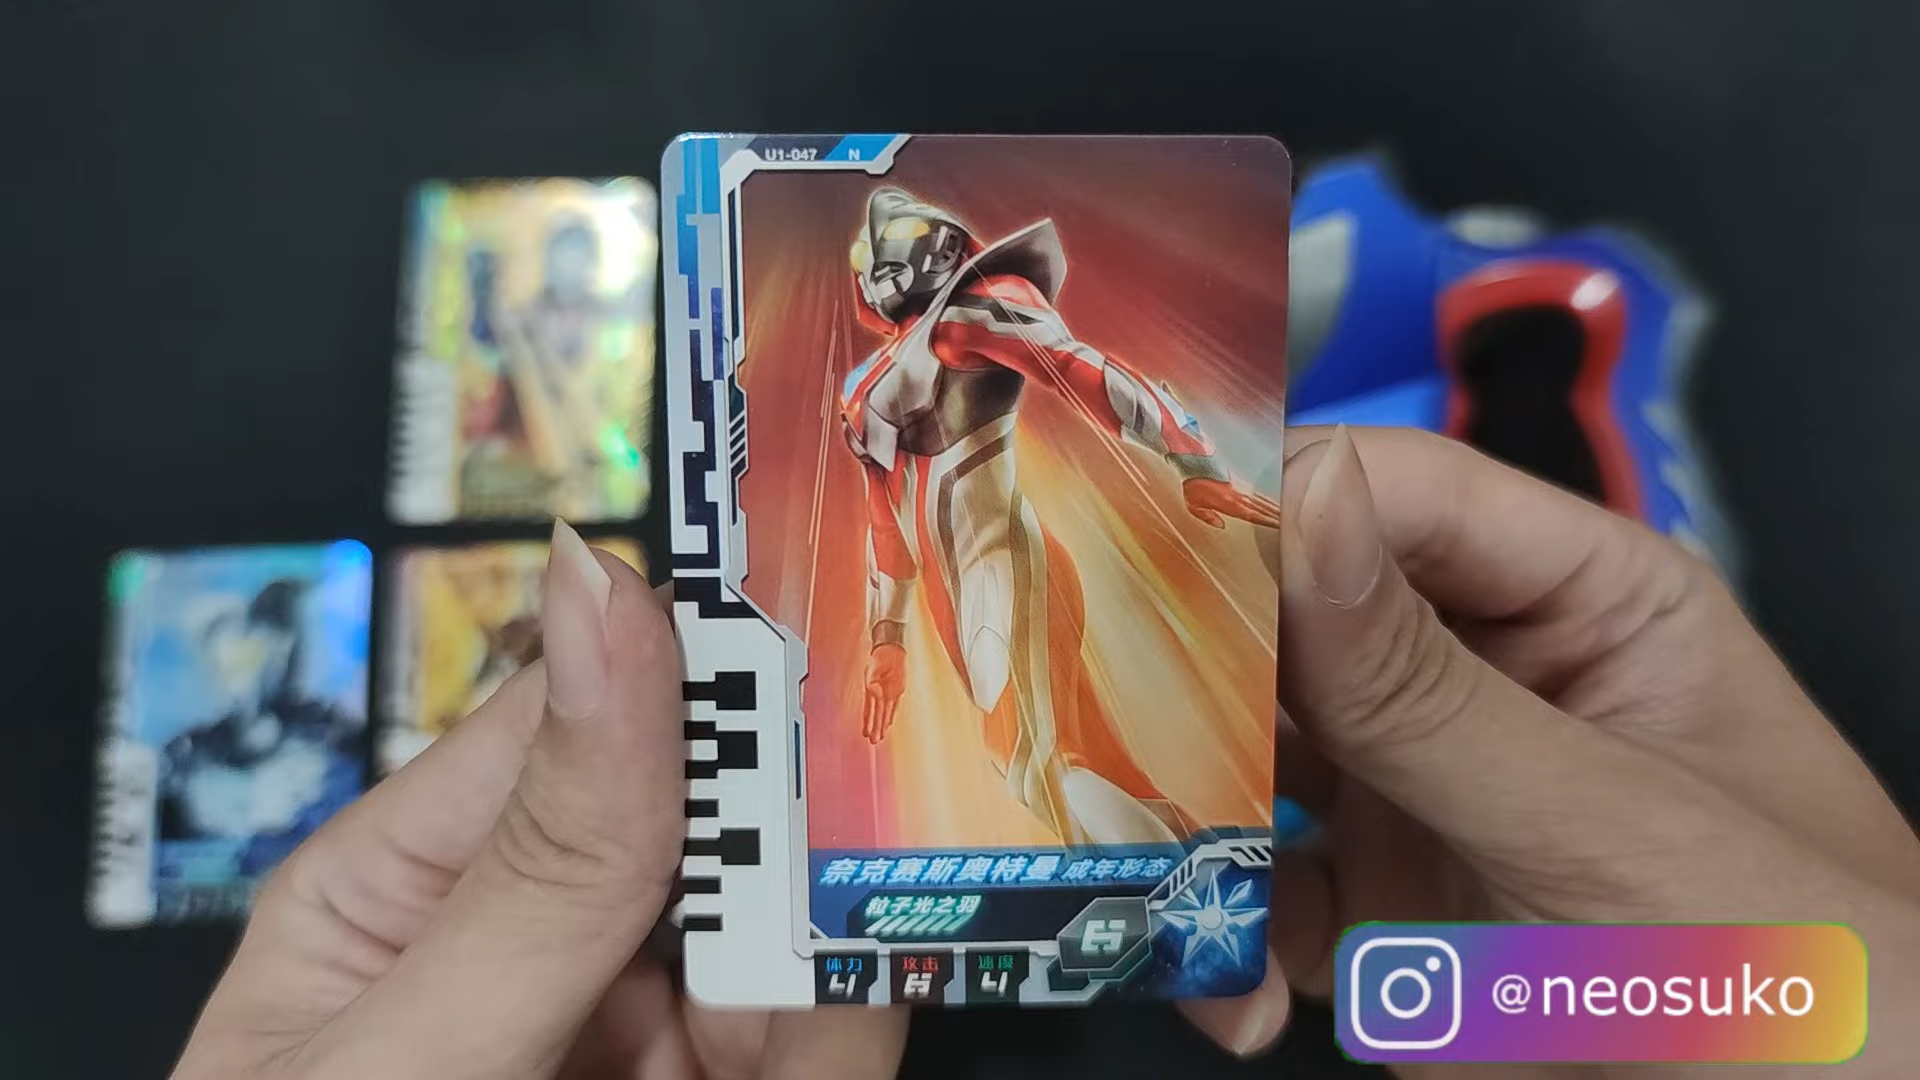 U1-047 N
奈克赛斯奥特曼 成年形态
粒子光之羽
6
体力 攻击 速度
4 6 4
@neosuko